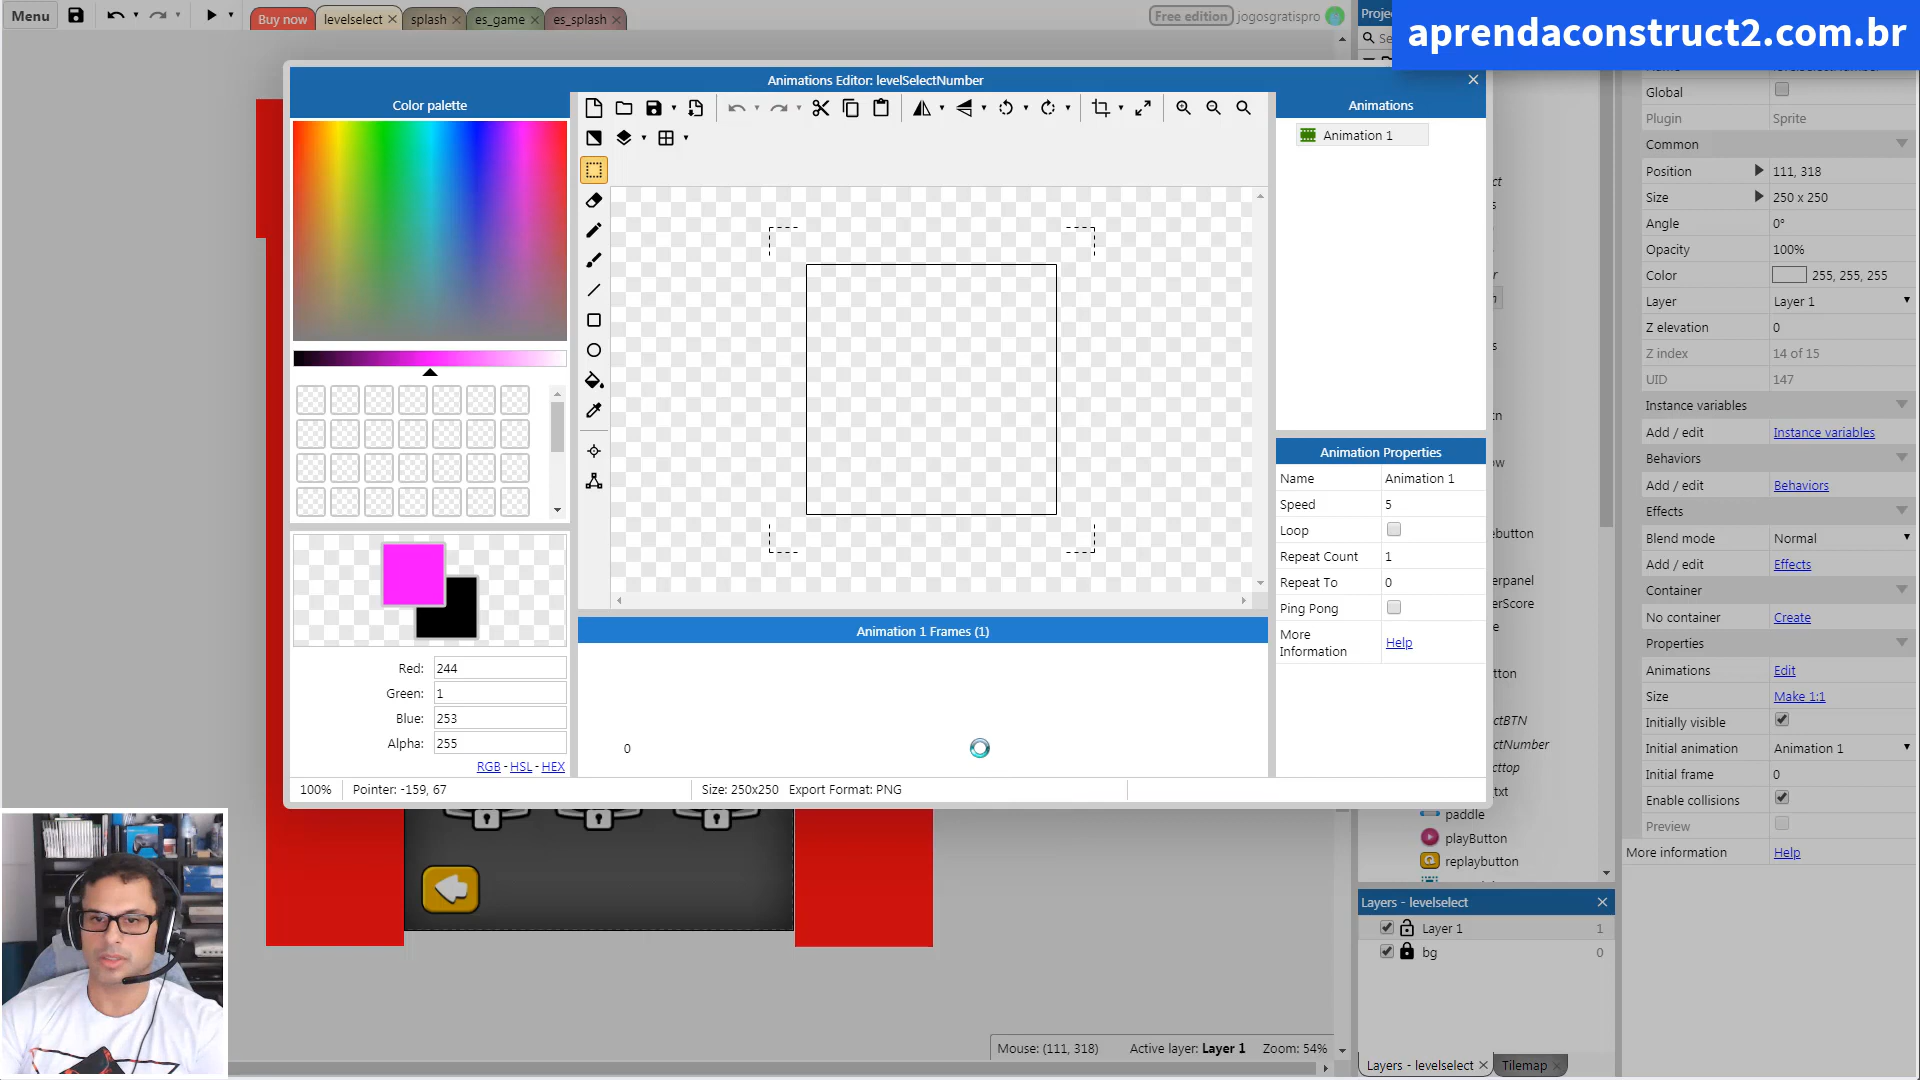 Menu
Buy now
levelselect
splash
es_game
es_splash
Free edition
jogosgratispro
aprendaconstruct2.com.br
Animations Editor: levelSelectNumber
Color palette
Red: 244
Green: 1
Blue: 253
Alpha: 255
RGB - HSL - HEX
100%
Pointer: -159, 67
Size: 250x250
Export Format: PNG
Animation 1 Frames (1)
0
Animations
Animation 1
Animation Properties
Name Animation 1
Speed 5
Loop
Repeat Count 1
Repeat To 0
Ping Pong
More Information Help
Global
Plugin Sprite
Common
Position 111, 318
Size 250 x 250
Angle 0°
Opacity 100%
Color 255, 255, 255
Layer Layer 1
Z elevation 0
Z index 14 of 15
UID 147
Instance variables
Add / edit Instance variables
Behaviors
Add / edit Behaviors
Effects
Blend mode Normal
Add / edit Effects
Container
No container Create
Properties
Animations Edit
Size Make 1:1
Initially visible
Initial animation Animation 1
Initial frame 0
Enable collisions
Preview
More information Help
paddle
playButton
replaybutton
Layers - levelselect
Layer 1 1
bg 0
Layers - levelselect
Tilemap
Mouse: (111, 318)
Active layer: Layer 1
Zoom: 54%